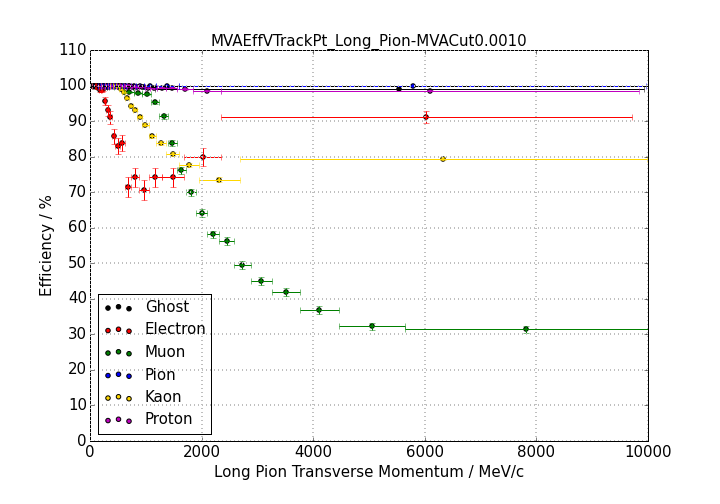 MVAEffVTrackPt_Long_Pion-MVACut0.0010
110
100
90
80
70
60
50
40
30
20
10
0
Efficiency / %
Ghost
Electron
Muon
Pion
Kaon
Proton
0 2000 4000 6000 8000 10000
Long Pion Transverse Momentum / MeV/c